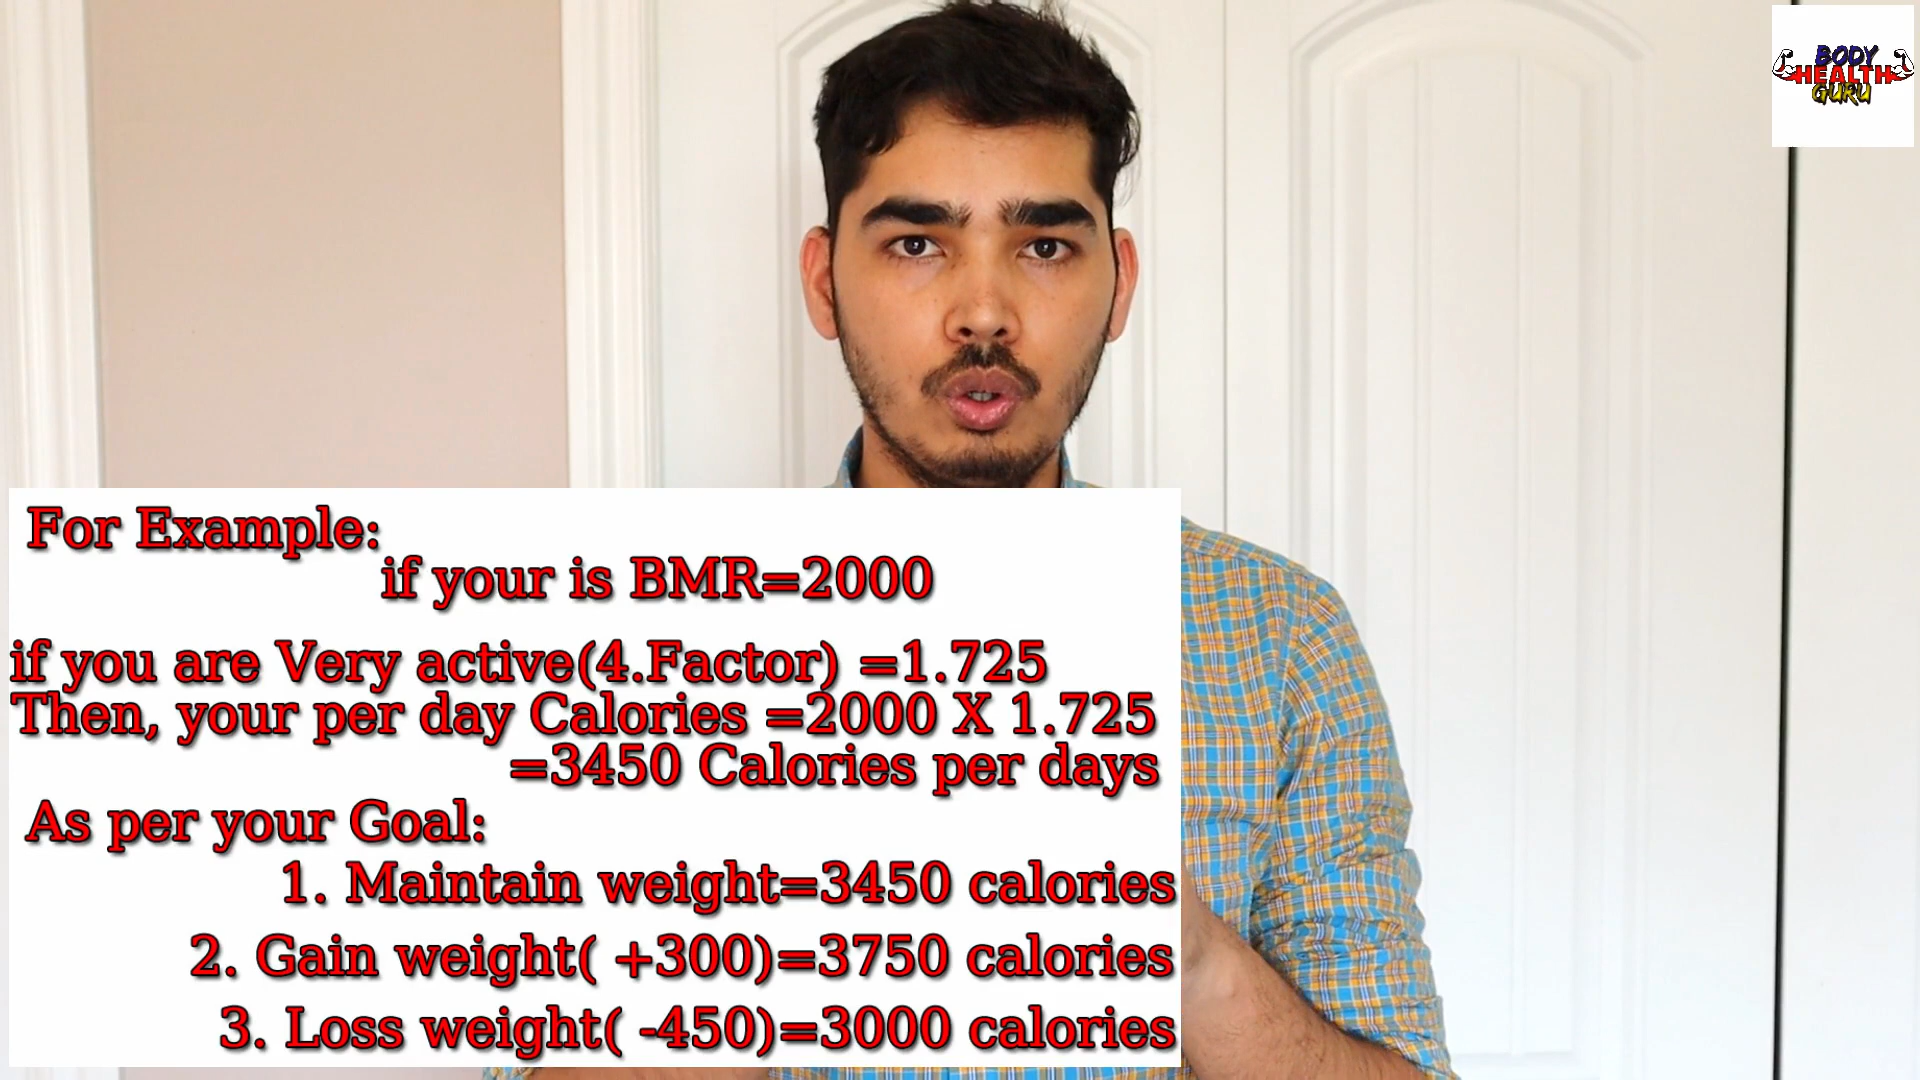 BODY
HEALTH
GURU
For Example:
if your is BMR=2000
if you are Very active(4.Factor) =1.725
Then, your per day Calories =2000 X 1.725
=3450 Calories per days
As per your Goal:
1. Maintain weight=3450 calories
2. Gain weight( +300)=3750 calories
3. Loss weight( -450)=3000 calories